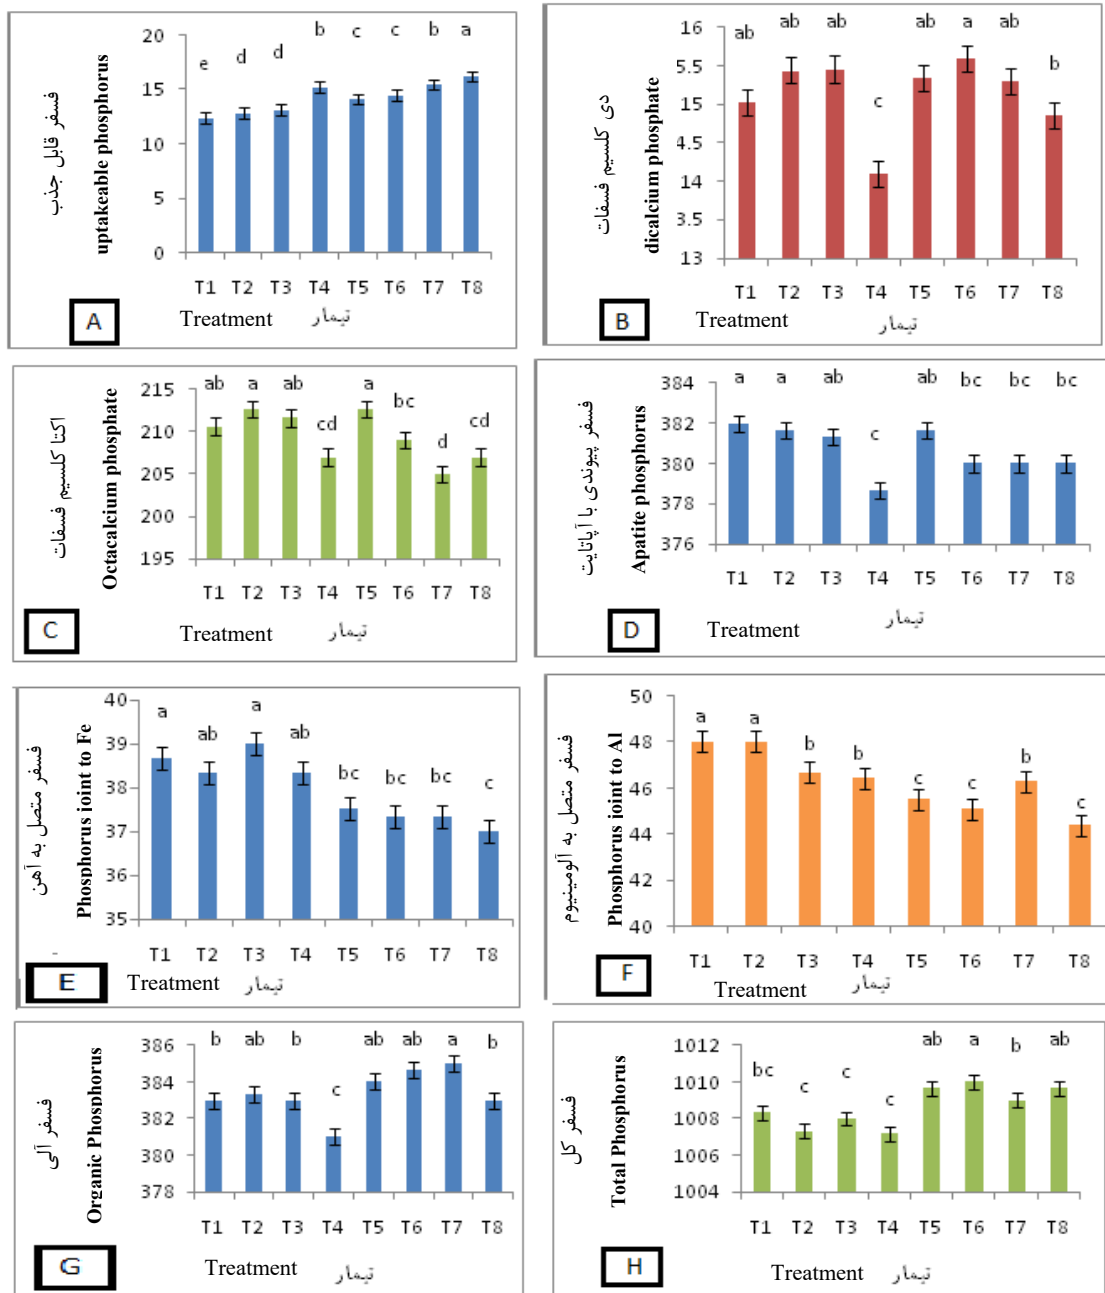 فسفر قابل جذب
uptakeable phosphorus
20
15
10
5
0
e d d b c c b a
T1 T2 T3 T4 T5 T6 T7 T8
A
Treatment تیمار
دی کلسیم فسفات
dicalcium phosphate
16
5.5
15
4.5
14
3.5
13
ab ab ab c ab a ab b
T1 T2 T3 T4 T5 T6 T7 T8
B
Treatment تیمار
اکتا کلسیم فسفات
Octacalcium phosphate
215
210
205
200
195
ab a ab cd a bc d cd
T1 T2 T3 T4 T5 T6 T7 T8
C
Treatment تیمار
فسفر پیوندی با آپاتایت
Apatite phosphorus
384
382
380
378
376
a a ab c ab bc bc bc
T1 T2 T3 T4 T5 T6 T7 T8
D
Treatment تیمار
فسفر متصل به آهن
Phosphorus ioint to Fe
40
39
38
37
36
35
a ab a ab bc bc bc c
T1 T2 T3 T4 T5 T6 T7 T8
E
Treatment تیمار
فسفر متصل به آلومینیوم
Phosphorus ioint to Al
50
48
46
44
42
40
a a b b c c b c
T1 T2 T3 T4 T5 T6 T7 T8
F
Treatment تیمار
فسفر آلی
Organic Phosphorus
386
384
382
380
378
b ab b c ab ab a b
T1 T2 T3 T4 T5 T6 T7 T8
G
Treatment تیمار
فسفر کل
Total Phosphorus
1012
1010
1008
1006
1004
bc c c c ab a b ab
T1 T2 T3 T4 T5 T6 T7 T8
H
Treatment تیمار